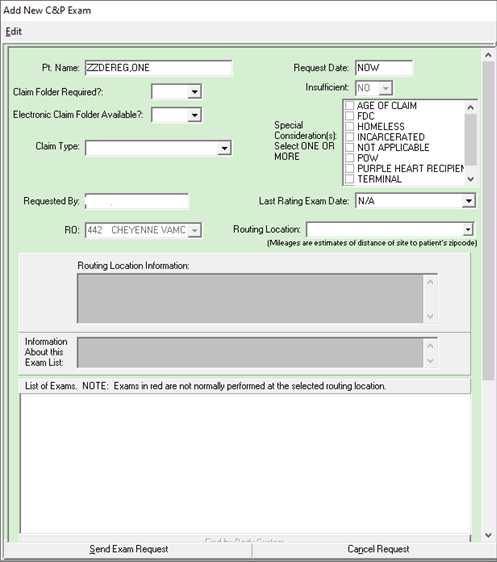 Add New C&P Exam
Edit
Pt. Name: ZZDEREG,ONE Request Date: NOW
Claim Folder Required?: Insufficient: NO
Electronic Claim Folder Available?:
Special Consideration(s): Select ONE OR MORE
AGE OF CLAIM
FDC
HOMELESS
INCARCERATED
NOT APPLICABLE
POW
PURPLE HEART RECIPIEN
TERMINAL
Claim Type:
Requested By: Last Rating Exam Date: N/A
RO: 442 CHEYENNE VAMC Routing Location:
(Mileages are estimates of distance of site to patient's zipcode)
Routing Location Information:
Information
About this
Exam List:
List of Exams. NOTE: Exams in red are not normally performed at the selected routing location.
Find by Body System
Send Exam Request Cancel Request